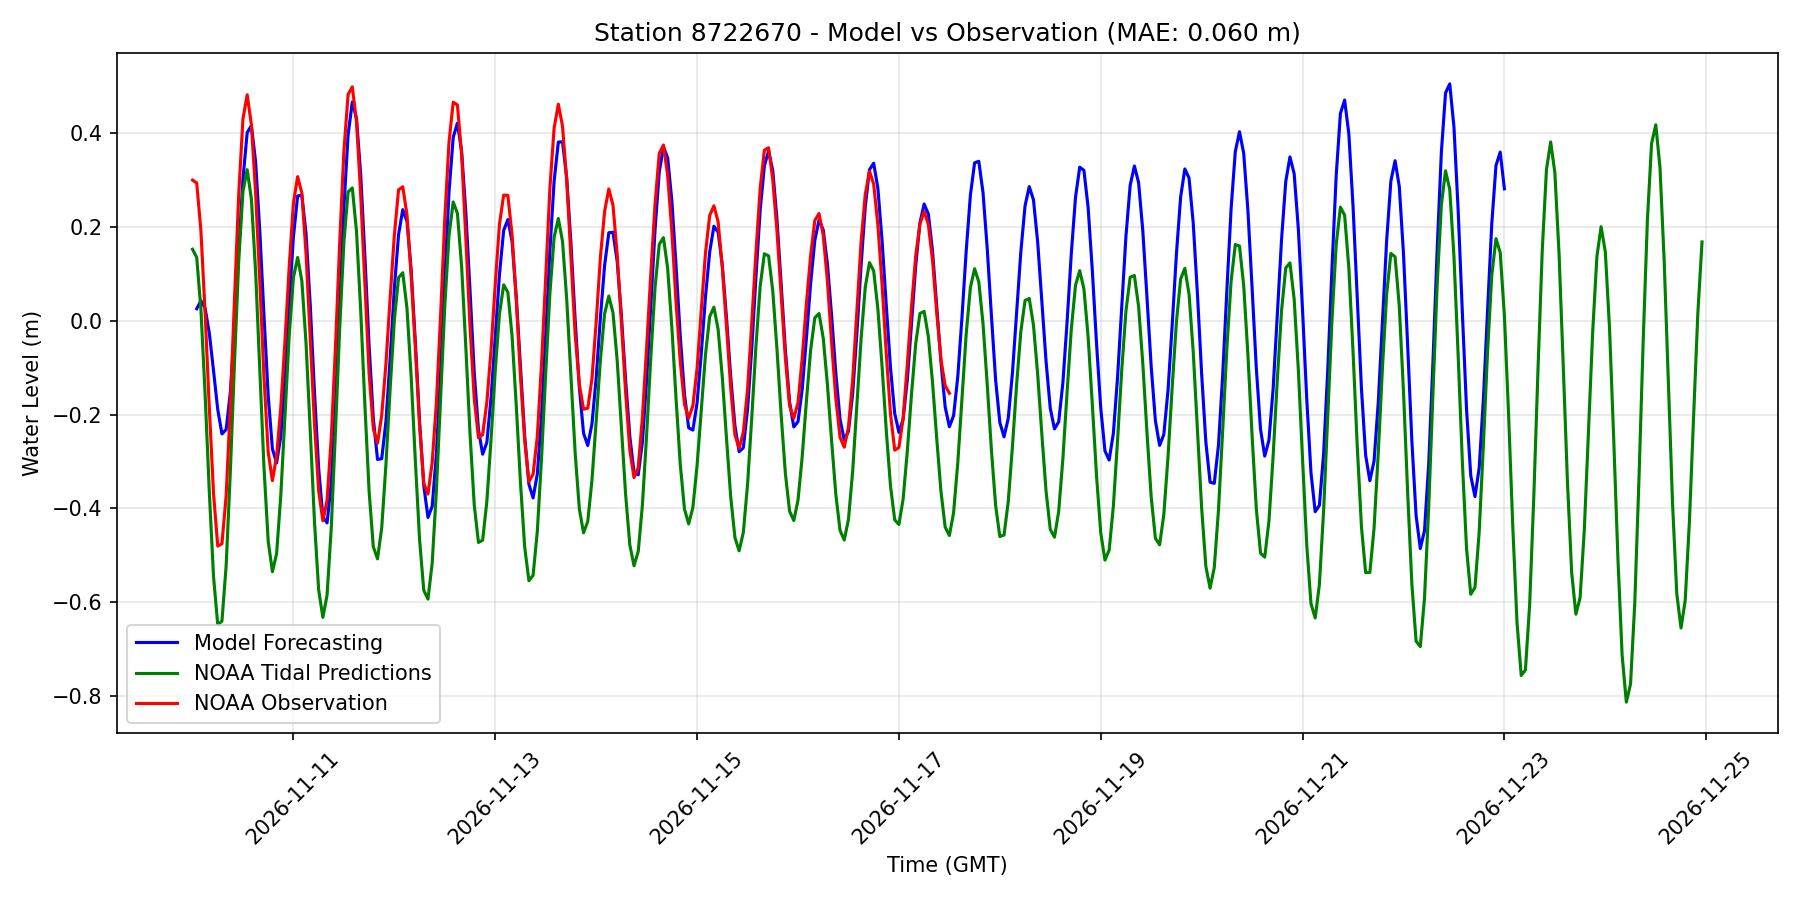 Station 8722670 - Model vs Observation (MAE: 0.060 m)
Water Level (m)
0.4
0.2
0.0
−0.2
−0.4
−0.6
−0.8
Model Forecasting
NOAA Tidal Predictions
NOAA Observation
2026-11-11
2026-11-13
2026-11-15
2026-11-17
2026-11-19
2026-11-21
2026-11-23
2026-11-25
Time (GMT)